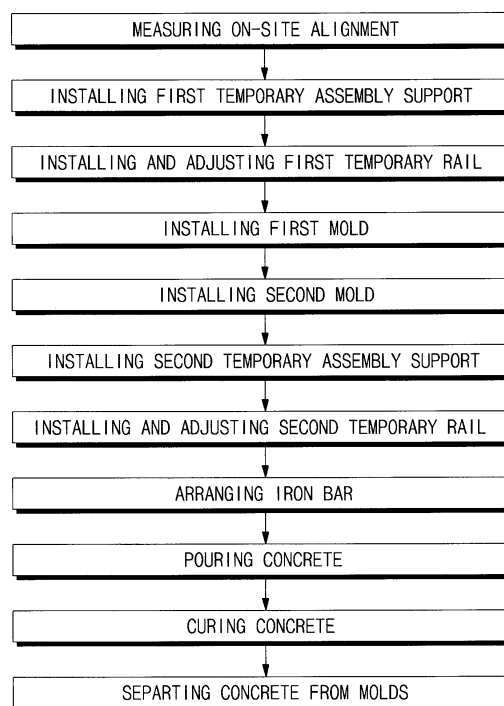 MEASURING ON-SITE ALIGNMENT
INSTALLING FIRST TEMPORARY ASSEMBLY SUPPORT
INSTALLING AND ADJUSTING FIRST TEMPORARY RAIL
INSTALLING FIRST MOLD
INSTALLING SECOND MOLD
INSTALLING SECOND TEMPORARY ASSEMBLY SUPPORT
INSTALLING AND ADJUSTING SECOND TEMPORARY RAIL
ARRANGING IRON BAR
POURING CONCRETE
CURING CONCRETE
SEPARTING CONCRETE FROM MOLDS